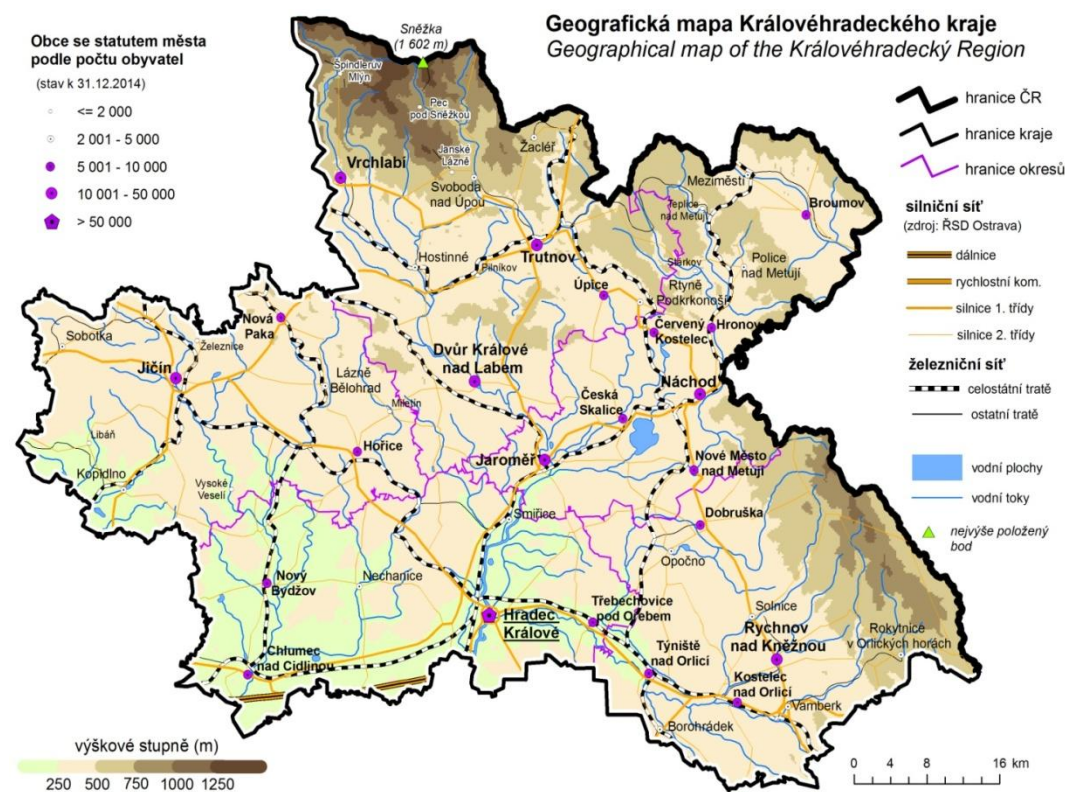 Geografická mapa Královéhradeckého kraje
Geographical map of the Královéhradecký Region
Obce se statutem města
podle počtu obyvatel
(stav k 31.12.2014)
<= 2 000
2 001 - 5 000
5 001 - 10 000
10 001 - 50 000
> 50 000
hranice ČR
hranice kraje
hranice okresů
silniční síť
(zdroj: ŘSD Ostrava)
dálnice
rychlostní kom.
silnice 1. třídy
silnice 2. třídy
železniční síť
celostátní tratě
ostatní tratě
vodní plochy
vodní toky
nejvýše položený
bod
Sněžka
(1 602 m)
Špindlerův
Mlýn
Pec
pod Sněžkou
Janské
Lázně
Žacléř
Vrchlabí
Svoboda
nad Úpou
Meziměstí
Teplice
nad Metují
Broumov
Hostinné
Pilníkov
Trutnov
Stárkov
Police
nad Metují
Úpice
Rtyně
v Podkrkonoší
Nová
Paka
Sobotka
Železnice
Červený
Kostelec
Hronov
Jičín
Lázně
Bělohrad
Dvůr Králové
nad Labem
Miletín
Náchod
Česká
Skalice
Libáň
Hořice
Jaroměř
Kopidlno
Vysoké
Veselí
Nové Město
nad Metují
Smiřice
Dobruška
Opočno
Nový
Bydžov
Nechanice
Hradec
Králové
Třebechovice
pod Orebem
Solnice
Rychnov
nad Kněžnou
Rokytnice
v Orlických horách
Chlumec
nad Cidlinou
Týniště
nad Orlicí
Kostelec
nad Orlicí
Vamberk
Borohrádek
výškové stupně (m)
250 500 750 1000 1250
0 4 8 16 km